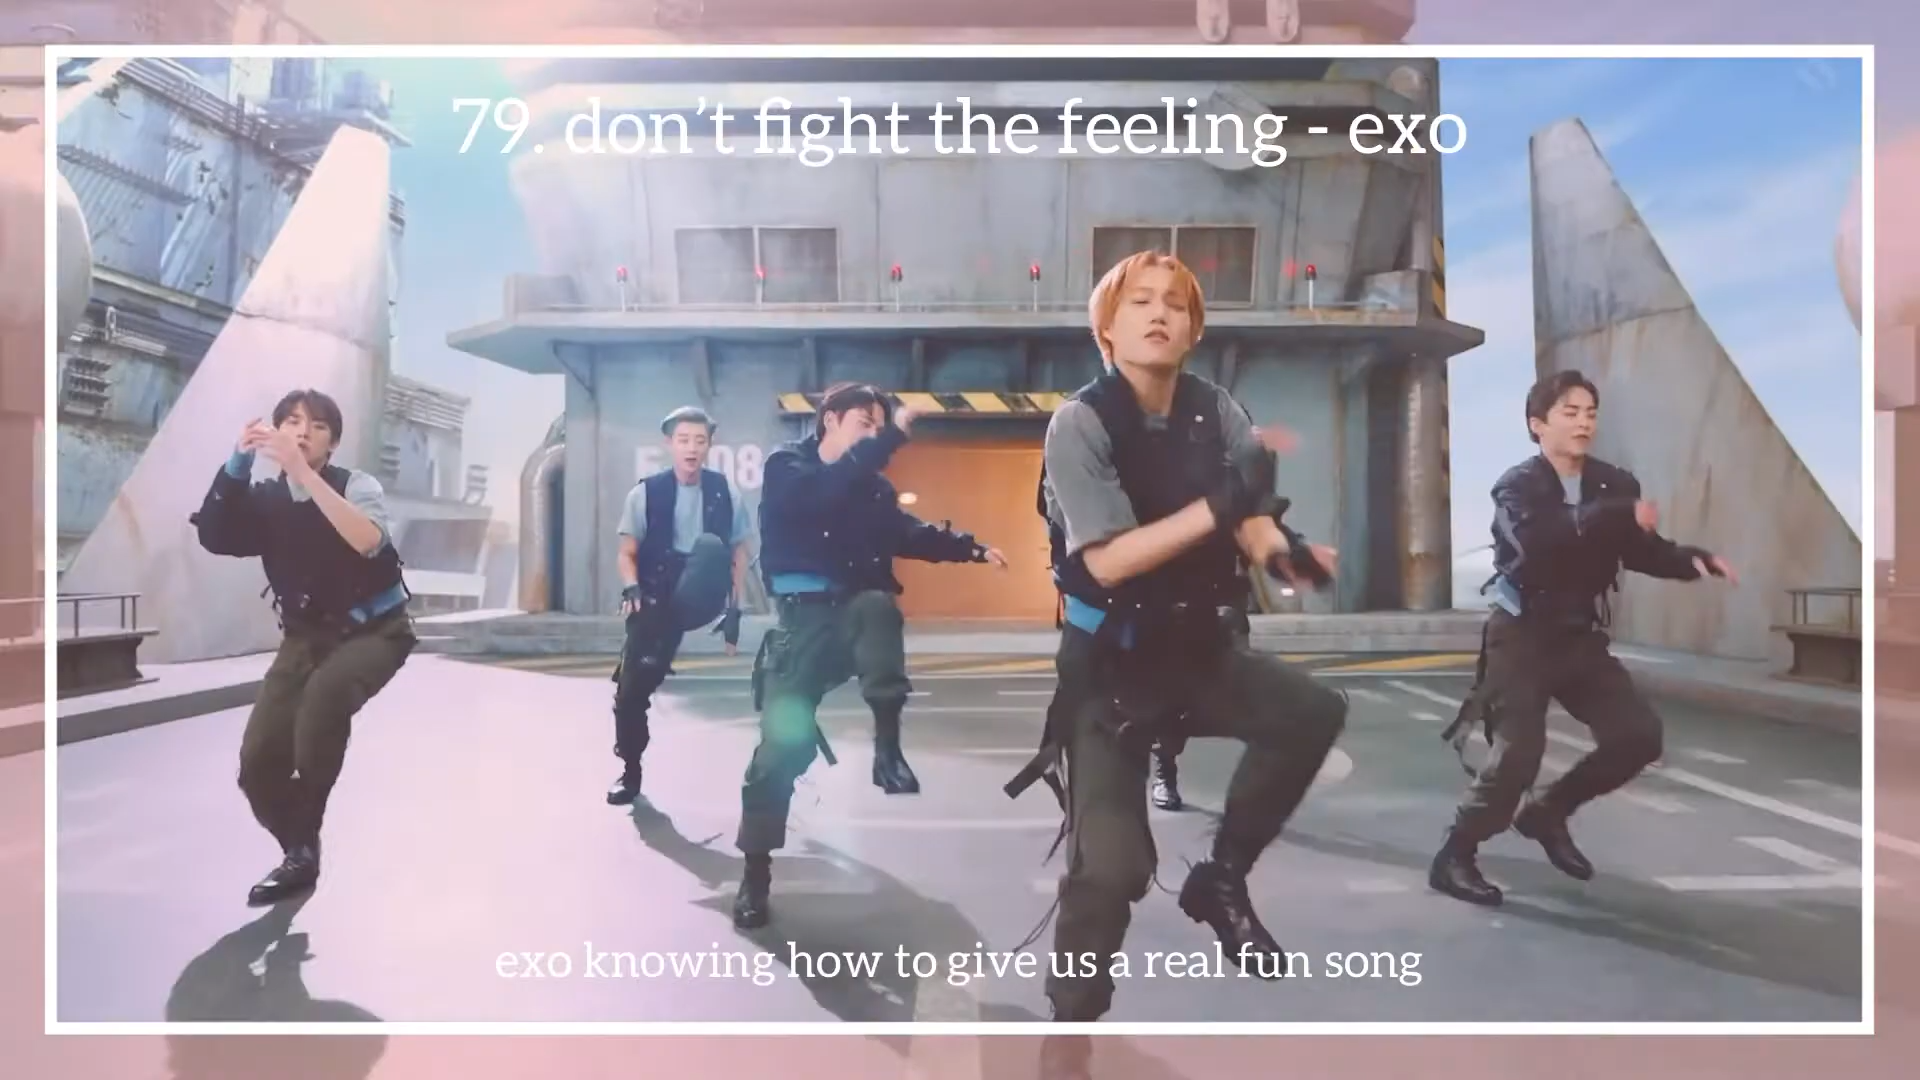 79. don't fight the feeling - exo
exo knowing how to give us a real fun song